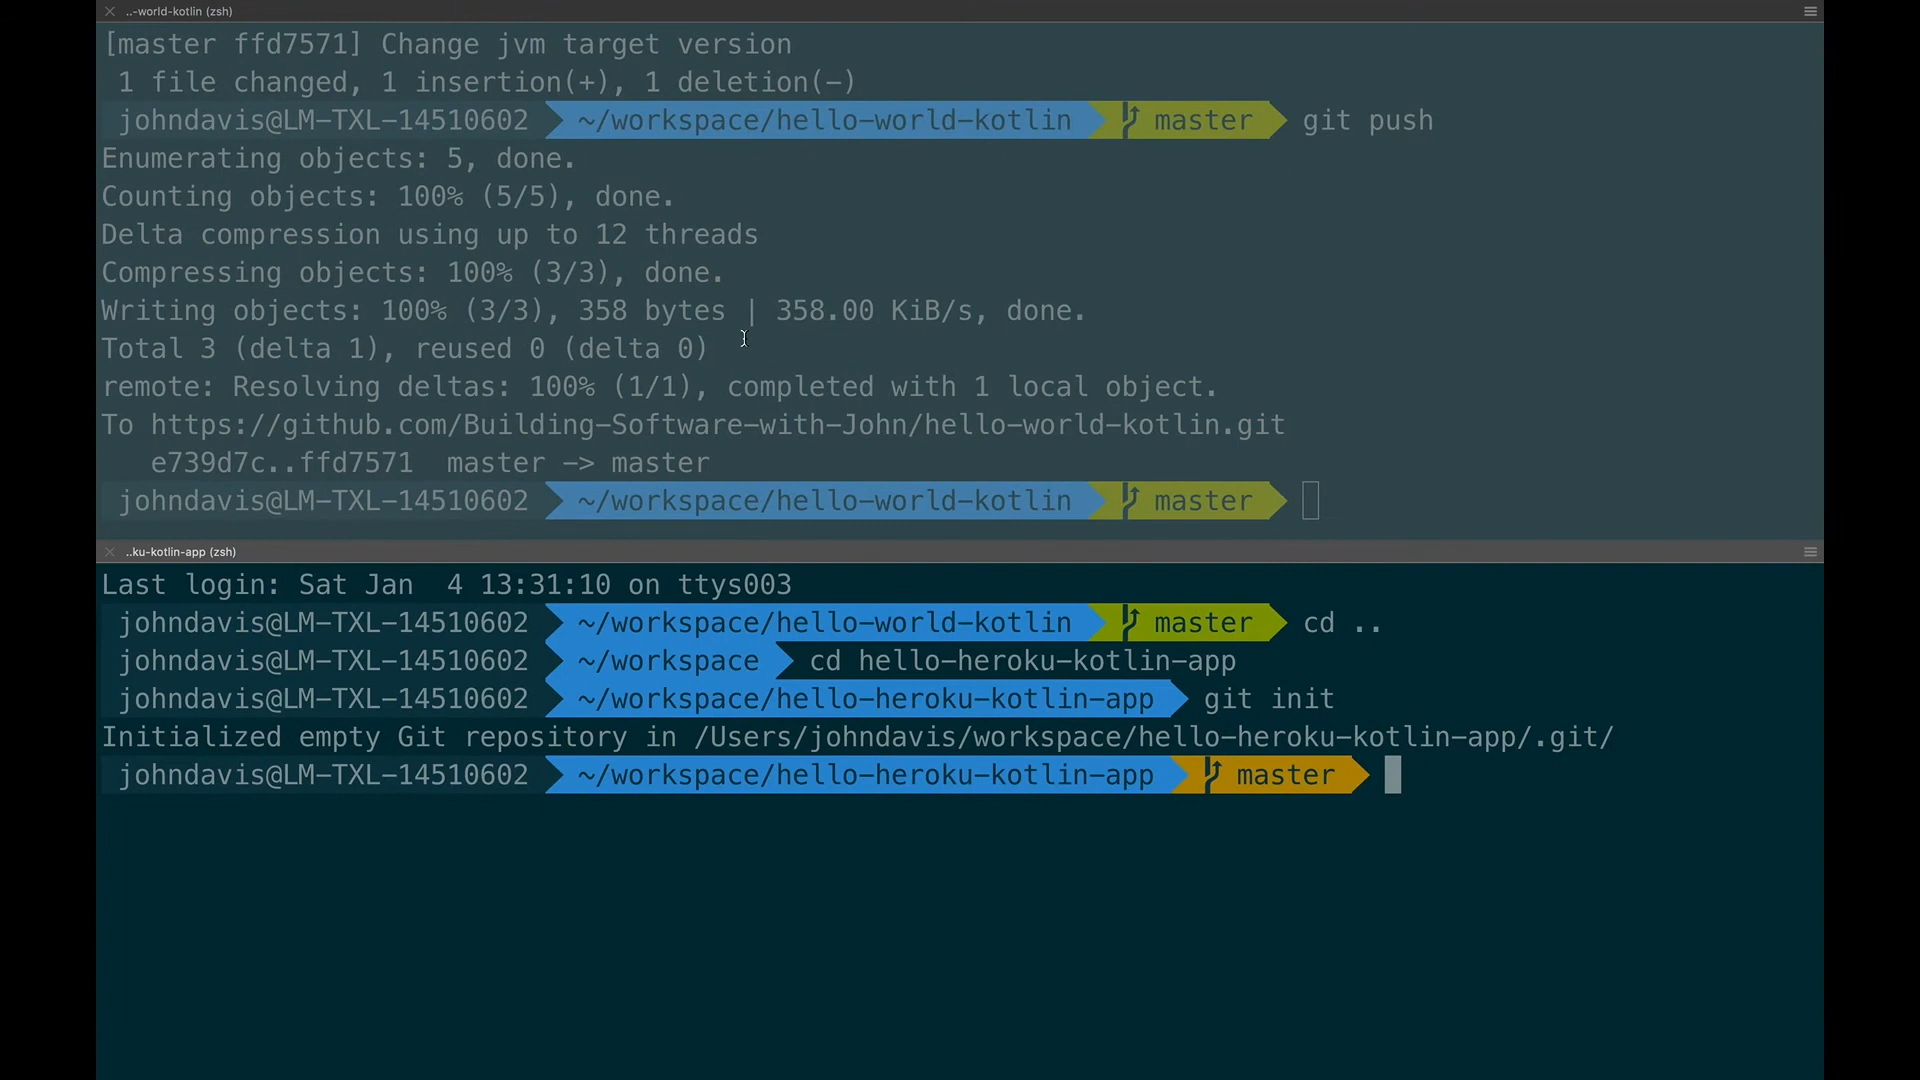 ..-world-kotlin (zsh)
[master ffd7571] Change jvm target version
1 file changed, 1 insertion(+), 1 deletion(-)
johndavis@LM-TXL-14510602 ~/workspace/hello-world-kotlin master git push
Enumerating objects: 5, done.
Counting objects: 100% (5/5), done.
Delta compression using up to 12 threads
Compressing objects: 100% (3/3), done.
Writing objects: 100% (3/3), 358 bytes | 358.00 KiB/s, done.
Total 3 (delta 1), reused 0 (delta 0)
remote: Resolving deltas: 100% (1/1), completed with 1 local object.
To https://github.com/Building-Software-with-John/hello-world-kotlin.git
e739d7c..ffd7571  master -> master
johndavis@LM-TXL-14510602 ~/workspace/hello-world-kotlin master
..ku-kotlin-app (zsh)
Last login: Sat Jan  4 13:31:10 on ttys003
johndavis@LM-TXL-14510602 ~/workspace/hello-world-kotlin master cd ..
johndavis@LM-TXL-14510602 ~/workspace cd hello-heroku-kotlin-app
johndavis@LM-TXL-14510602 ~/workspace/hello-heroku-kotlin-app git init
Initialized empty Git repository in /Users/johndavis/workspace/hello-heroku-kotlin-app/.git/
johndavis@LM-TXL-14510602 ~/workspace/hello-heroku-kotlin-app master